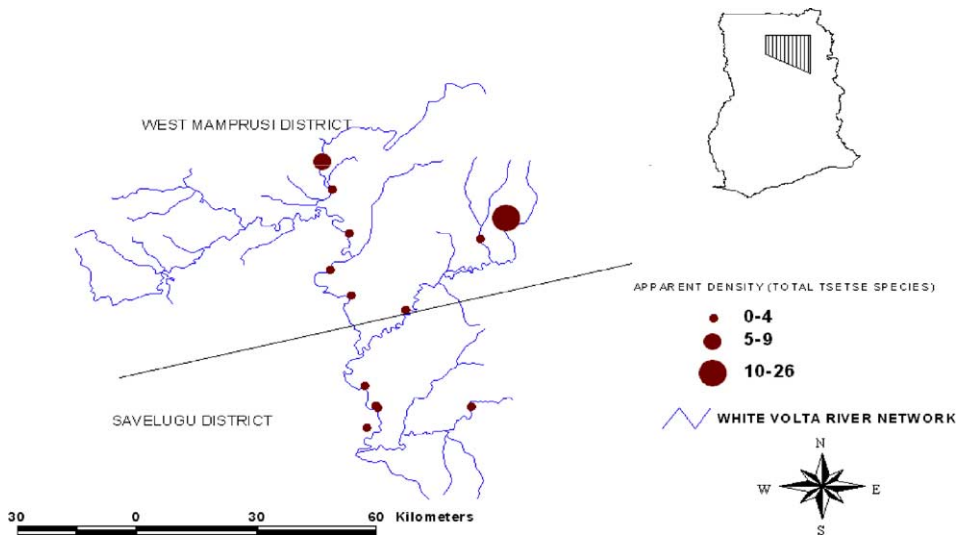 WEST MAMPRUSI DISTRICT
APPARENT DENSITY (TOTAL TSETSE SPECIES)
0-4
5-9
10-26
SAVELUGU DISTRICT
WHITE VOLTA RIVER NETWORK
N
W E
S
30 0 30 60 Kilometers